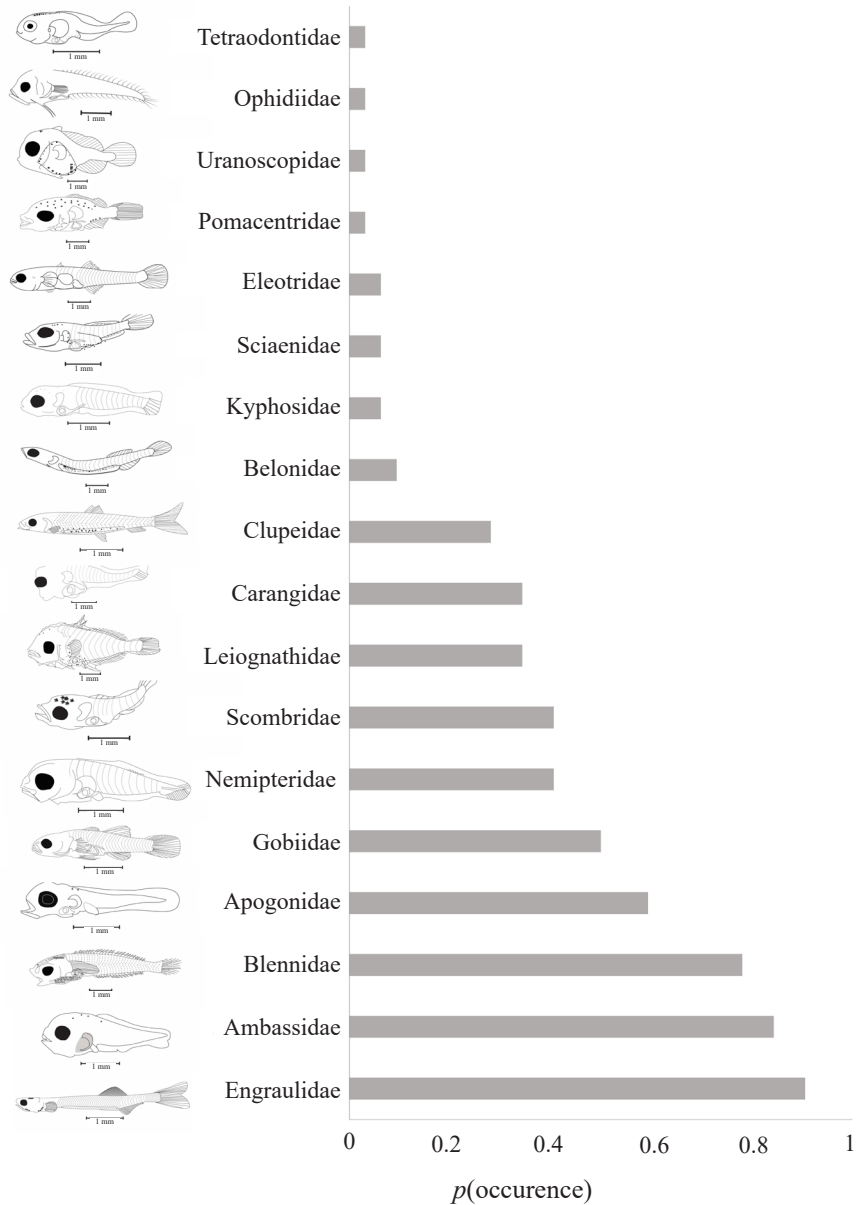 Tetraodontidae
1 mm
Ophidiidae
1 mm
Uranoscopidae
1 mm
Pomacentridae
1 mm
Eleotridae
1 mm
Sciaenidae
1 mm
Kyphosidae
1 mm
Belonidae
1 mm
Clupeidae
1 mm
Carangidae
1 mm
Leiognathidae
1 mm
Scombridae
1 mm
Nemipteridae
1 mm
Gobiidae
1 mm
Apogonidae
1 mm
Blennidae
1 mm
Ambassidae
1 mm
Engraulidae
1 mm
0 0.2 0.4 0.6 0.8 1
p(occurence)